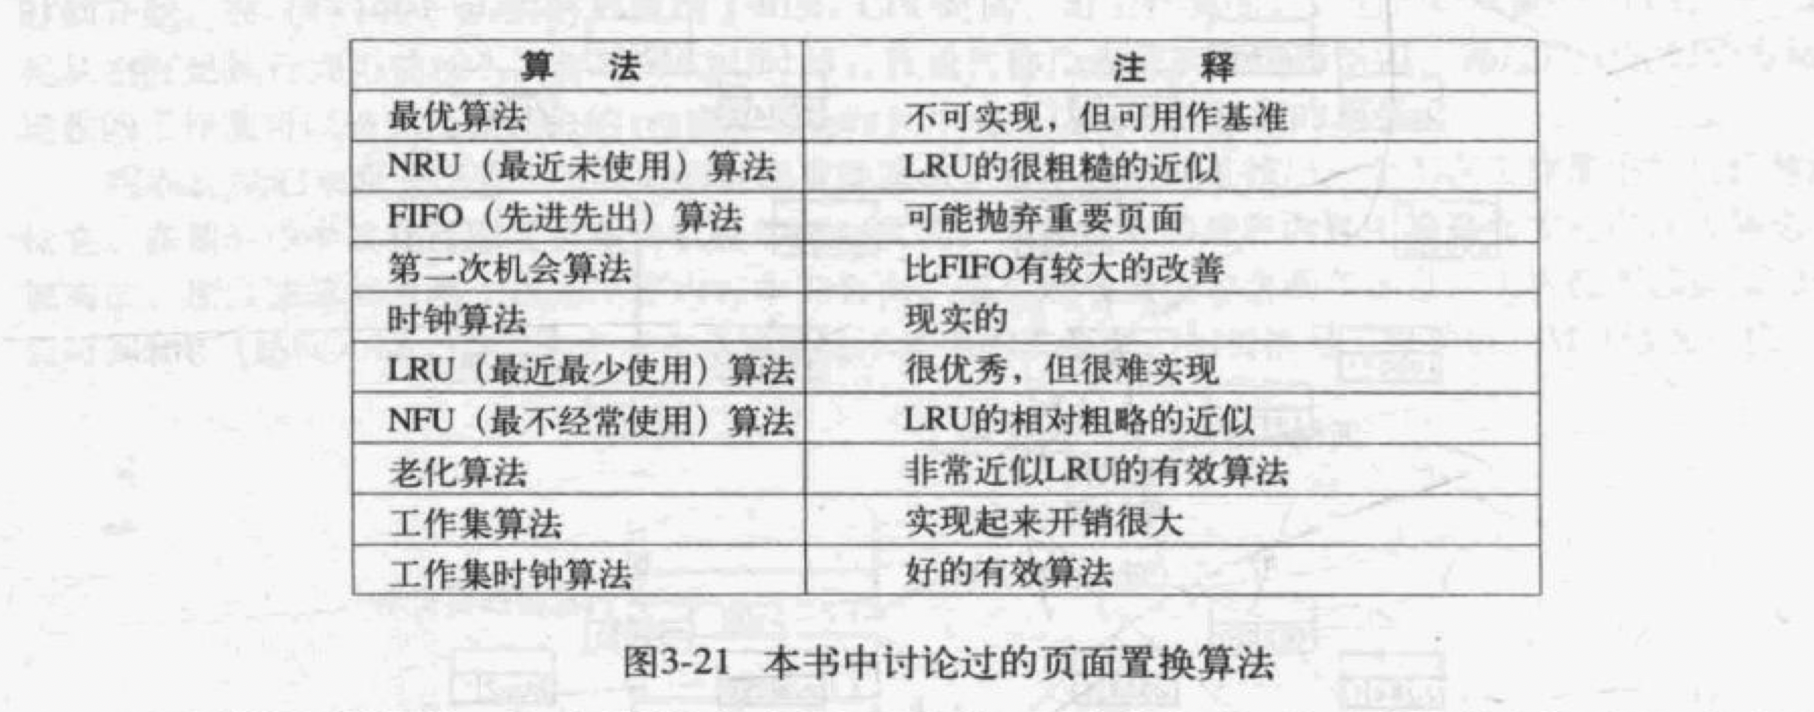 算 法 注 释
最优算法 不可实现，但可用作基准
NRU（最近未使用）算法 LRU的很粗糙的近似
FIFO（先进先出）算法 可能抛弃重要页面
第二次机会算法 比FIFO有较大的改善
时钟算法 现实的
LRU（最近最少使用）算法 很优秀，但很难实现
NFU（最不经常使用）算法 LRU的相对粗略的近似
老化算法 非常近似LRU的有效算法
工作集算法 实现起来开销很大
工作集时钟算法 好的有效算法
图3-21 本书中讨论过的页面置换算法